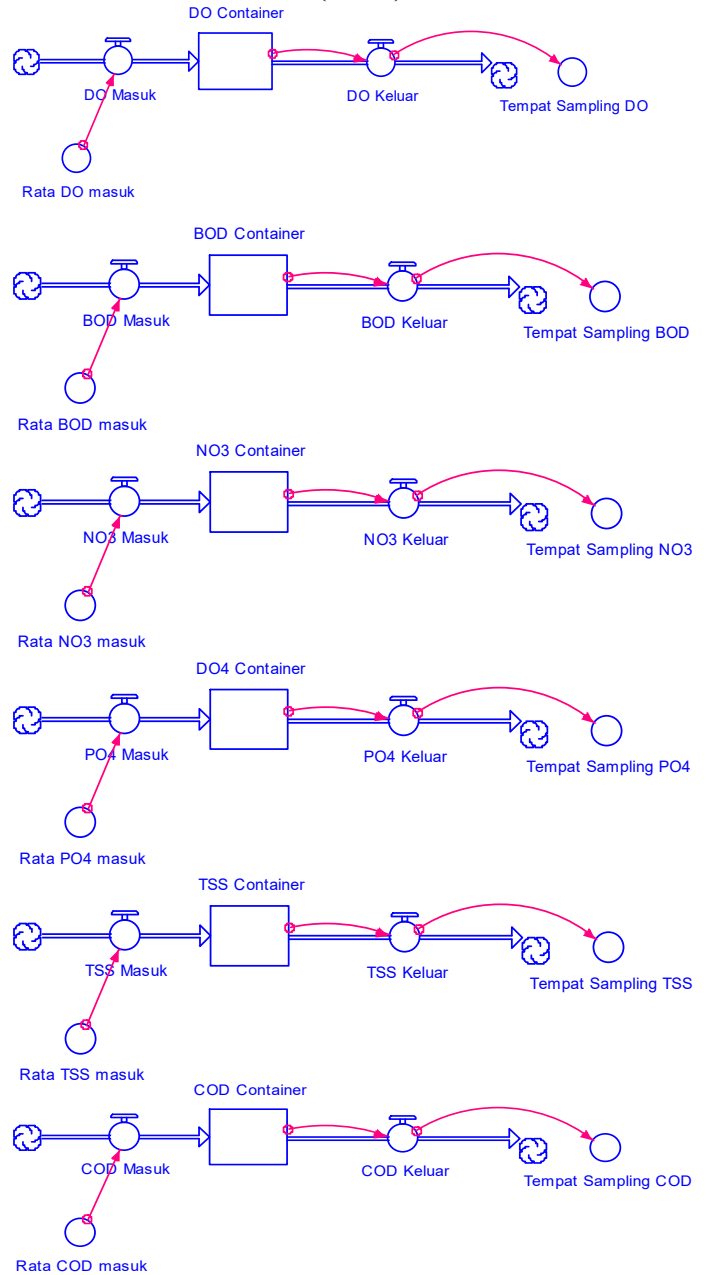 DO Container
DO Masuk
DO Keluar
Tempat Sampling DO
Rata DO masuk
BOD Container
BOD Masuk
BOD Keluar
Tempat Sampling BOD
Rata BOD masuk
NO3 Container
NO3 Masuk
NO3 Keluar
Tempat Sampling NO3
Rata NO3 masuk
DO4 Container
PO4 Masuk
PO4 Keluar
Tempat Sampling PO4
Rata PO4 masuk
TSS Container
TSS Masuk
TSS Keluar
Tempat Sampling TSS
Rata TSS masuk
COD Container
COD Masuk
COD Keluar
Tempat Sampling COD
Rata COD masuk